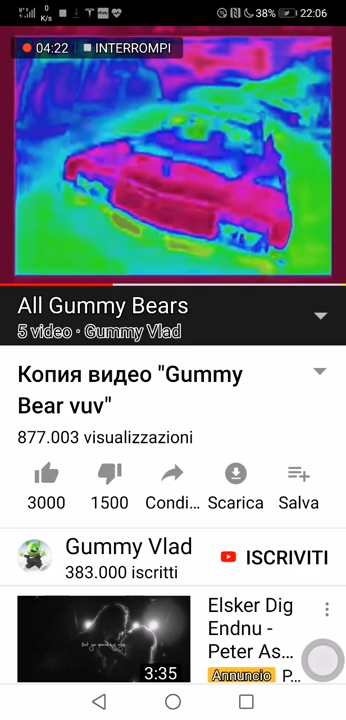 0
K/s
38%
22:06
04:22 INTERROMPI
All Gummy Bears
5 video • Gummy Vlad
Копия видео "Gummy
Bear vuv"
877.003 visualizzazioni
3000 1500 Condi... Scarica Salva
Gummy Vlad
383.000 iscritti
ISCRIVITI
3:35
Elsker Dig
Endnu -
Peter As...
Annuncio P...